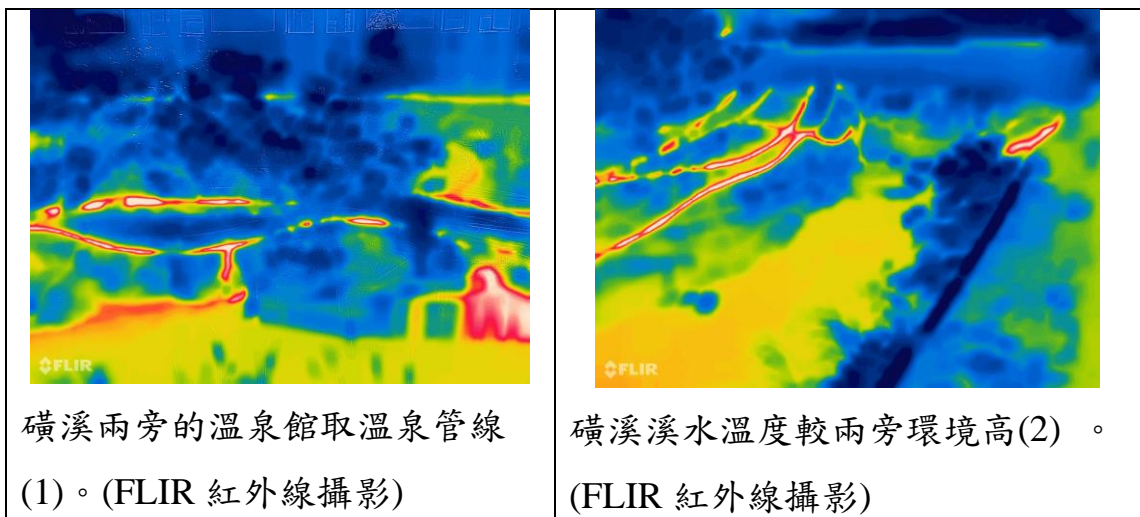 FLIR
磺溪兩旁的溫泉館取溫泉管線
(1)。(FLIR 紅外線攝影)
FLIR
磺溪溪水溫度較兩旁環境高(2) 。
(FLIR 紅外線攝影)